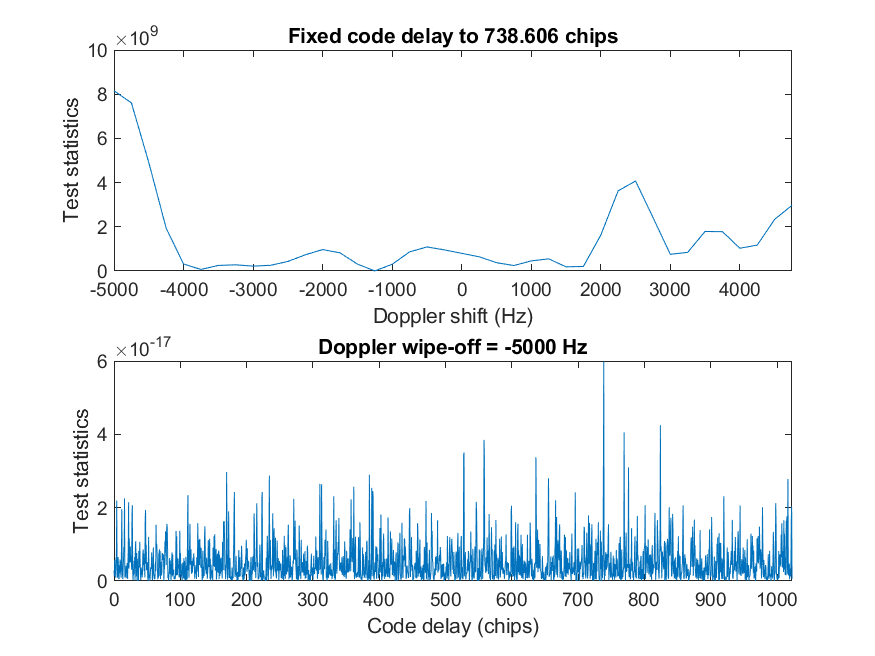 ×10^9
Fixed code delay to 738.606 chips
10
8
6
4
2
0
Test statistics
-5000 -4000 -3000 -2000 -1000 0 1000 2000 3000 4000
Doppler shift (Hz)
×10^-17
Doppler wipe-off = -5000 Hz
6
4
2
0
Test statistics
0 100 200 300 400 500 600 700 800 900 1000
Code delay (chips)